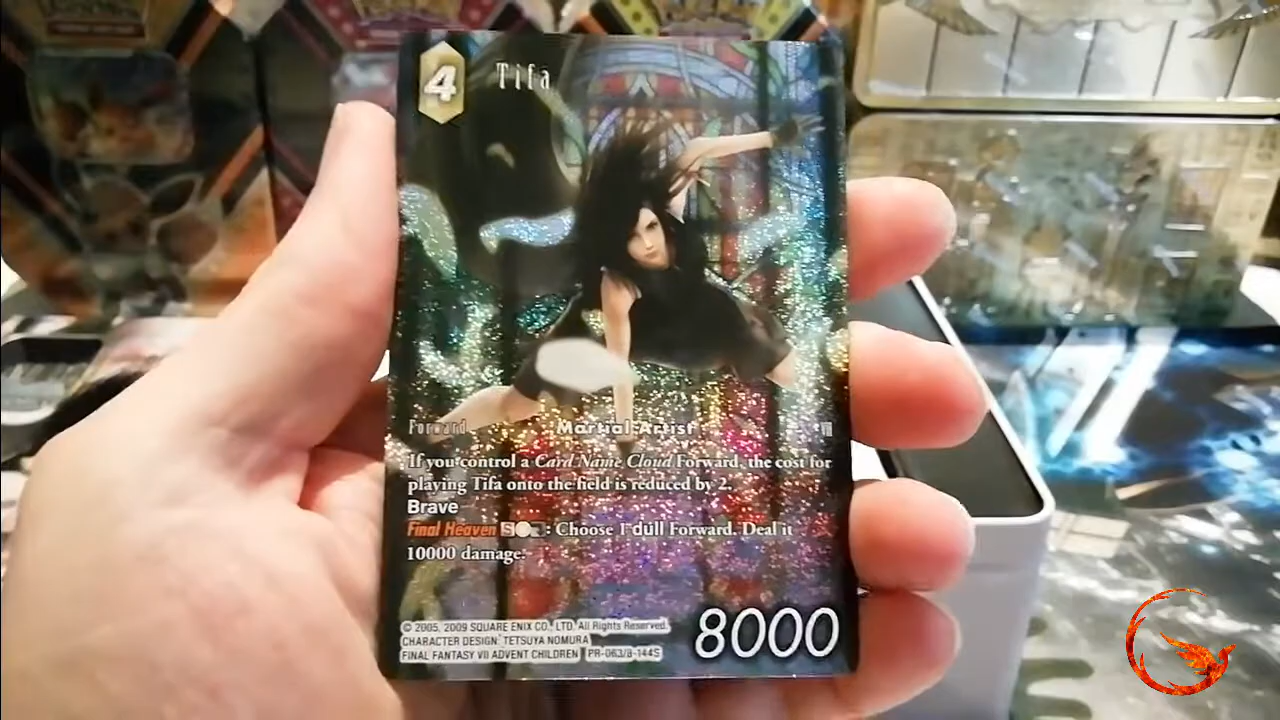 4
Tifa
Forward Martial Artist VII
If you control a Card Name Cloud Forward, the cost for
playing Tifa onto the field is reduced by 2.
Brave
Final Heaven S : Choose 1 dull Forward. Deal it
10000 damage.
8000
© 2005, 2009 SQUARE ENIX CO., LTD. All Rights Reserved.
CHARACTER DESIGN: TETSUYA NOMURA
FINAL FANTASY VII ADVENT CHILDREN PR-063/8-144S